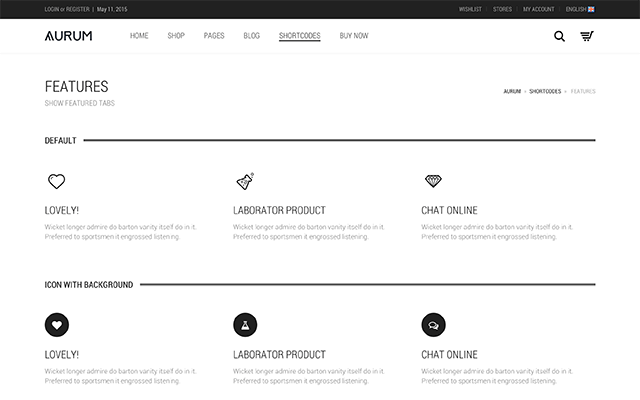 LOGIN or REGISTER | May 11, 2015
WISHLIST | STORES | MY ACCOUNT | ENGLISH
AURUM
HOME SHOP PAGES BLOG SHORTCODES BUY NOW
FEATURES
SHOW FEATURED TABS
AURUM » SHORTCODES » FEATURES
DEFAULT
LOVELY! LABORATOR PRODUCT CHAT ONLINE
Wicket longer admire do barton vanity itself do in it. Wicket longer admire do barton vanity itself do in it. Wicket longer admire do barton vanity itself do in it.
Preferred to sportsmen it engrossed listening. Preferred to sportsmen it engrossed listening. Preferred to sportsmen it engrossed listening.
ICON WITH BACKGROUND
LOVELY! LABORATOR PRODUCT CHAT ONLINE
Wicket longer admire do barton vanity itself do in it. Wicket longer admire do barton vanity itself do in it. Wicket longer admire do barton vanity itself do in it.
Preferred to sportsmen it engrossed listening. Preferred to sportsmen it engrossed listening. Preferred to sportsmen it engrossed listening.